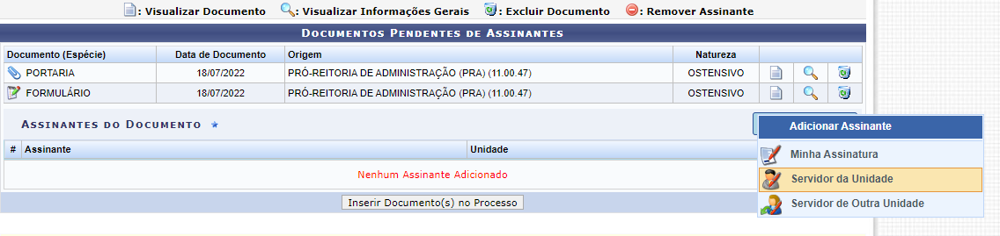 : Visualizar Documento : Visualizar Informações Gerais : Excluir Documento : Remover Assinante
Documentos Pendentes de Assinantes
Documento (Espécie) Data de Documento Origem Natureza
PORTARIA 18/07/2022 PRÓ-REITORIA DE ADMINISTRAÇÃO (PRA) (11.00.47) OSTENSIVO
FORMULÁRIO 18/07/2022 PRÓ-REITORIA DE ADMINISTRAÇÃO (PRA) (11.00.47) OSTENSIVO
Assinantes do Documento
Adicionar Assinante
# Assinante Unidade
Minha Assinatura
Nenhum Assinante Adicionado
Servidor da Unidade
Inserir Documento(s) no Processo
Servidor de Outra Unidade